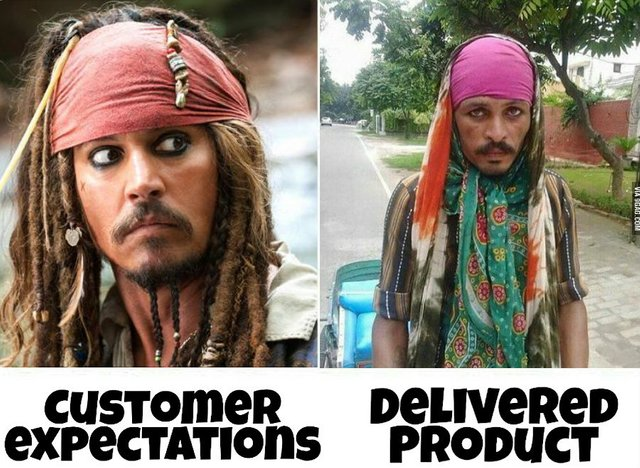 CUSTOMER
EXPECTATIONS
DELIVERED
PRODUCT
VIA 9GAG.COM